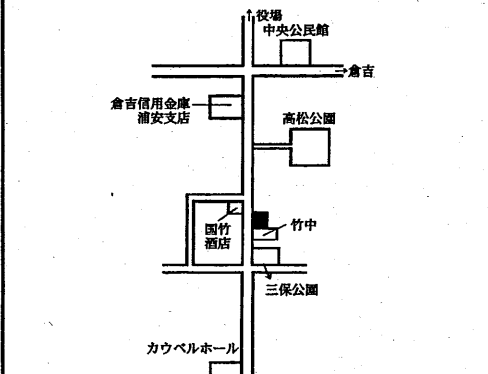 ↑役場
中央公民館
→倉吉
倉吉信用金庫
浦安支店
高松公園
国竹
酒店
竹中
三保公園
カウベルホール